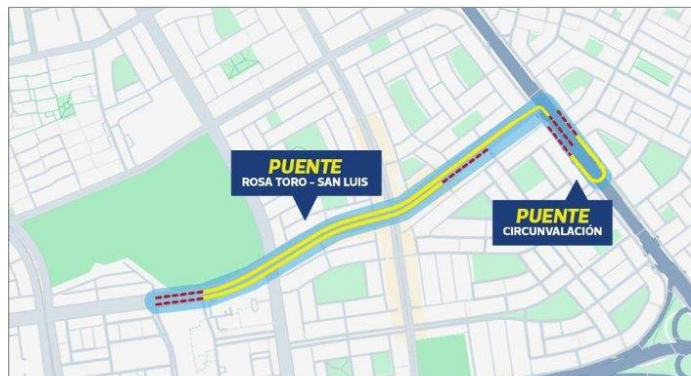 PUENTE
ROSA TORO - SAN LUIS
PUENTE
CIRCUNVALACIÓN